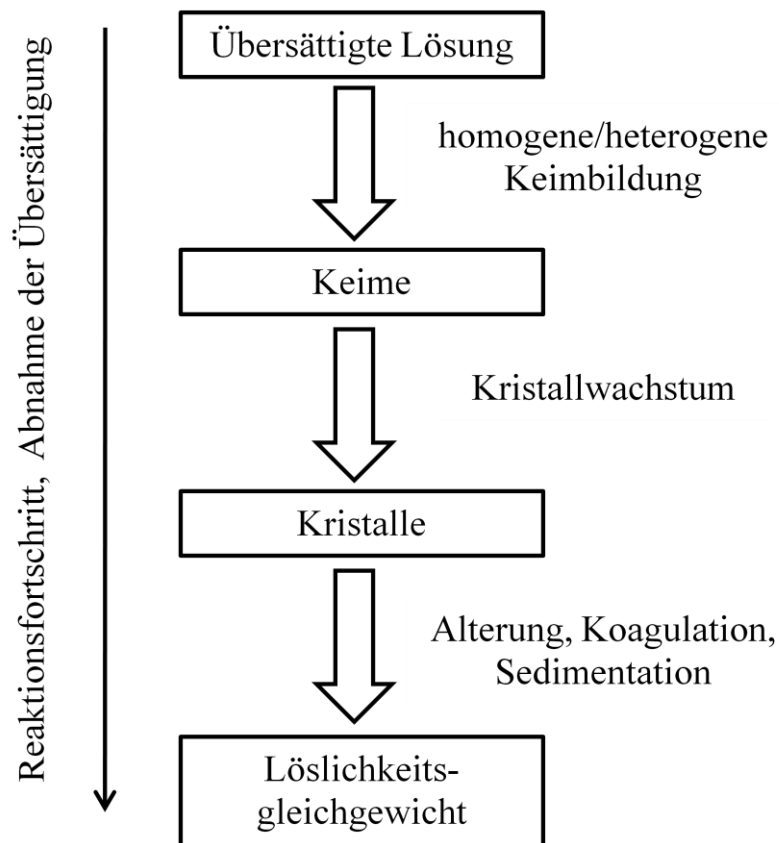 Übersättigte Lösung
homogene/heterogene
Keimbildung
Keime
Kristallwachstum
Kristalle
Alterung, Koagulation,
Sedimentation
Löslichkeits-
gleichgewicht
Reaktionsfortschritt, Abnahme der Übersättigung